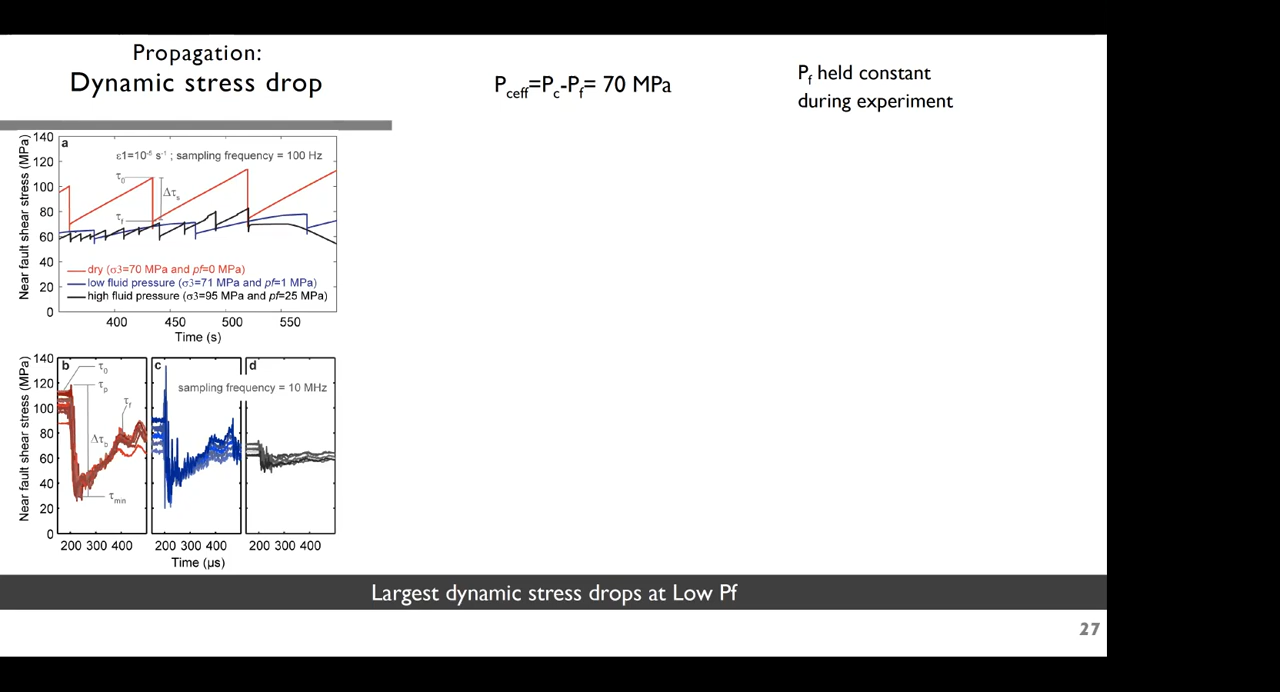 Propagation:
Dynamic stress drop
Pceff=Pc-Pf= 70 MPa
Pf held constant
during experiment
Near fault shear stress (MPa)
140
120
100
80
60
40
20
0
a
ε1=10⁻⁵ s⁻¹ ; sampling frequency = 100 Hz
τ0
Δτs
τf
dry (σ3=70 MPa and pf=0 MPa)
low fluid pressure (σ3=71 MPa and pf=1 MPa)
high fluid pressure (σ3=95 MPa and pf=25 MPa)
400 450 500 550
Time (s)
Near fault shear stress (MPa)
140
120
100
80
60
40
20
0
b
τ0
τp
τf
Δτb
τmin
c
d
sampling frequency = 10 MHz
200 300 400
200 300 400
200 300 400
Time (µs)
Largest dynamic stress drops at Low Pf
27